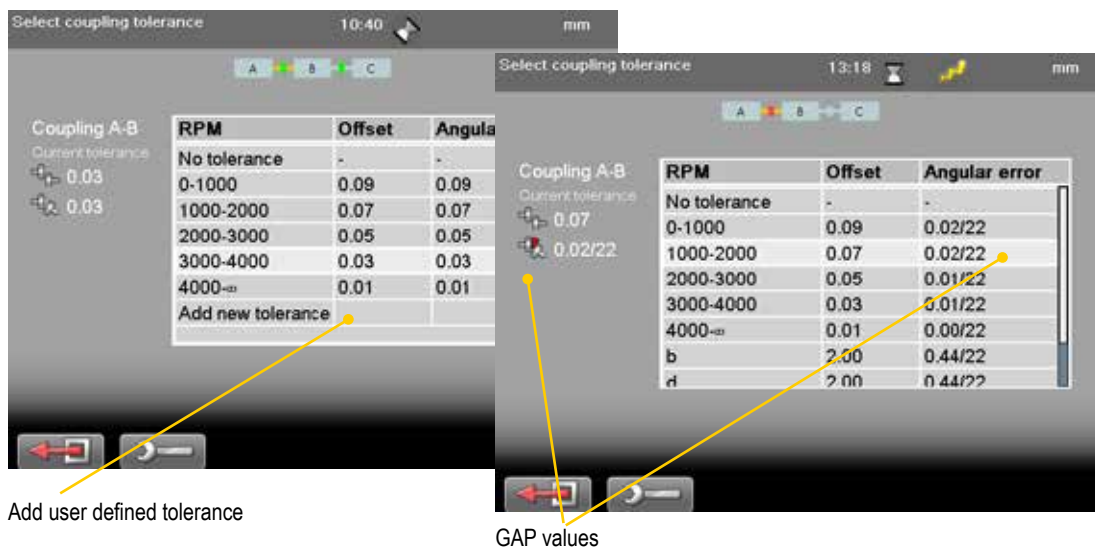 Select coupling tolerance 10:40 mm
A B C
Coupling A-B
Current tolerance
0.03
0.03
RPM Offset Angula
No tolerance - -
0-1000 0.09 0.09
1000-2000 0.07 0.07
2000-3000 0.05 0.05
3000-4000 0.03 0.03
4000-∞ 0.01 0.01
Add new tolerance
Add user defined tolerance
Select coupling tolerance 13:18 mm
A B C
Coupling A-B
Current tolerance
0.07
0.02/22
RPM Offset Angular error
No tolerance - -
0-1000 0.09 0.02/22
1000-2000 0.07 0.02/22
2000-3000 0.05 0.01/22
3000-4000 0.03 0.01/22
4000-∞ 0.01 0.00/22
b 2.00 0.44/22
d 2.00 0.44/22
GAP values